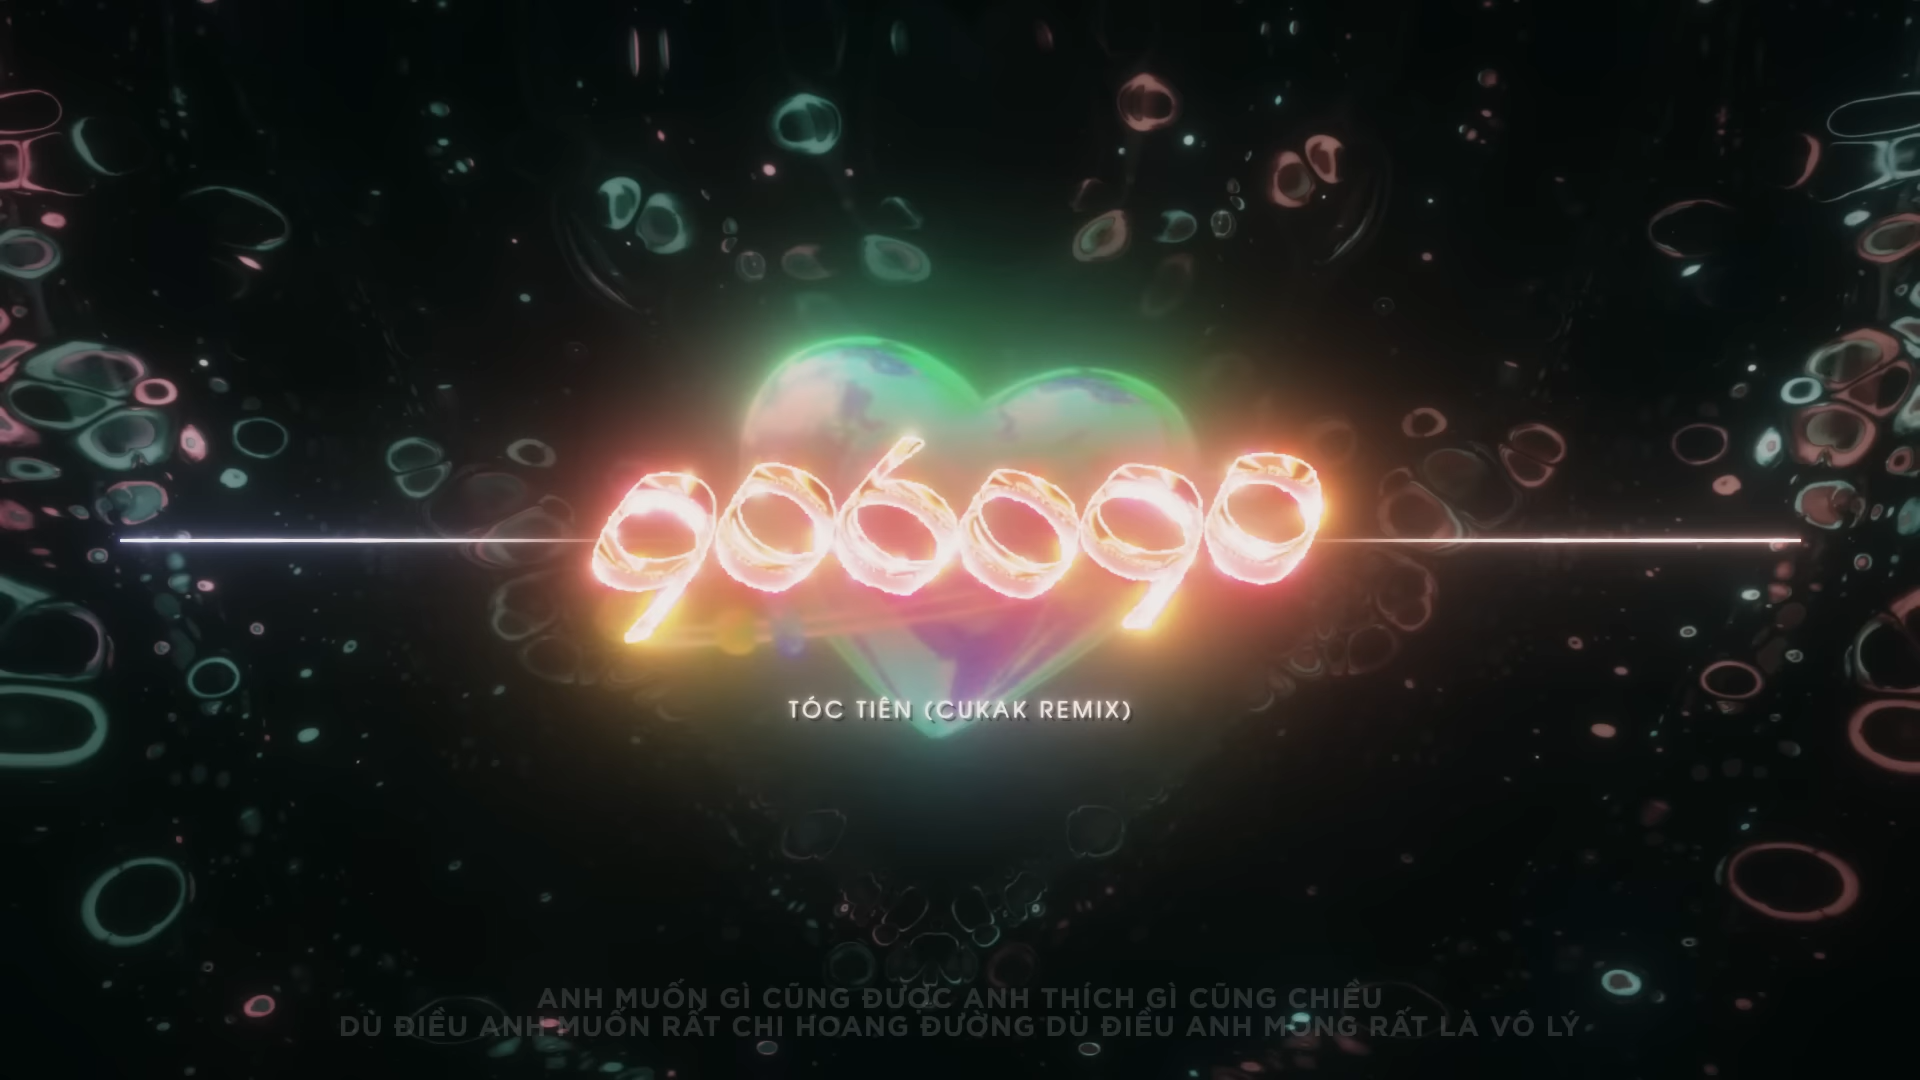 906090
TÓC TIÊN (CUKAK REMIX)
ANH MUỐN GÌ CŨNG ĐƯỢC ANH THÍCH GÌ CŨNG CHIỀU
DÙ ĐIỀU ANH MUỐN RẤT CHI HOANG ĐƯỜNG DÙ ĐIỀU ANH MONG RẤT LÀ VÔ LÝ